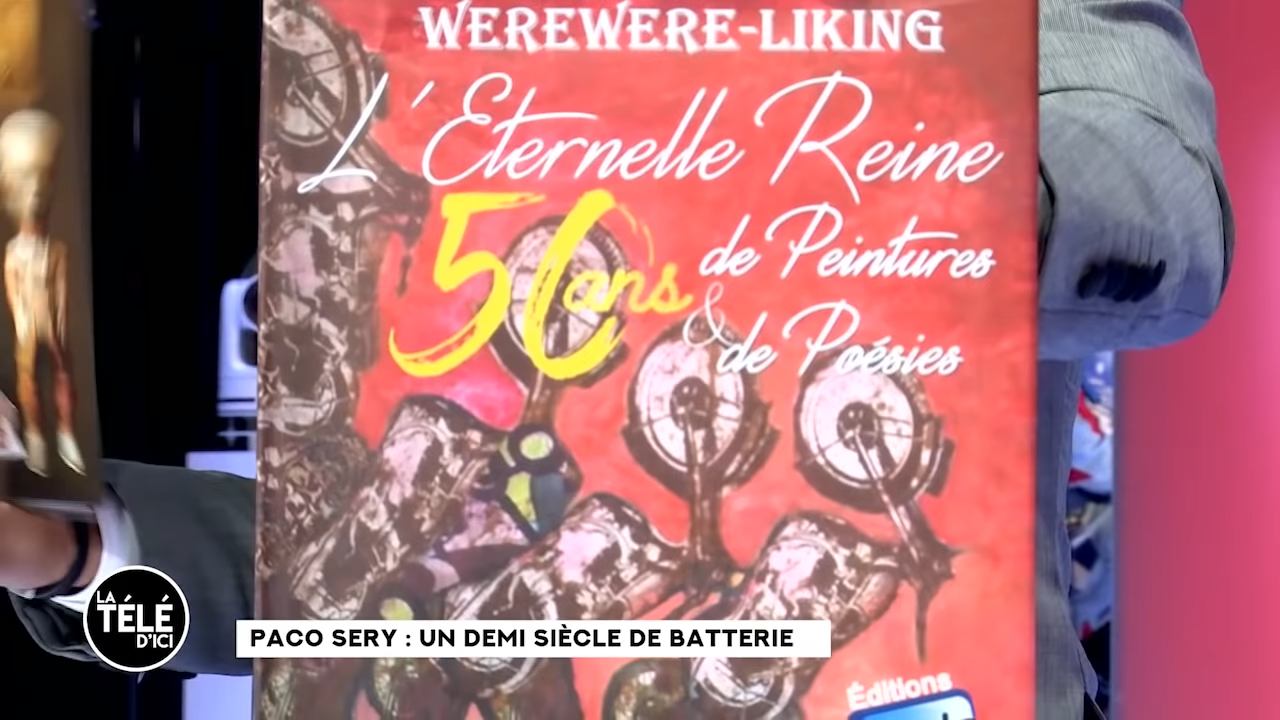 WEREWERE-LIKING
L'Eternelle Reine
50 ans de Peintures
& de Poésies
Éditions
LA
TÉLÉ
D'ICI
PACO SERY : UN DEMI SIÈCLE DE BATTERIE